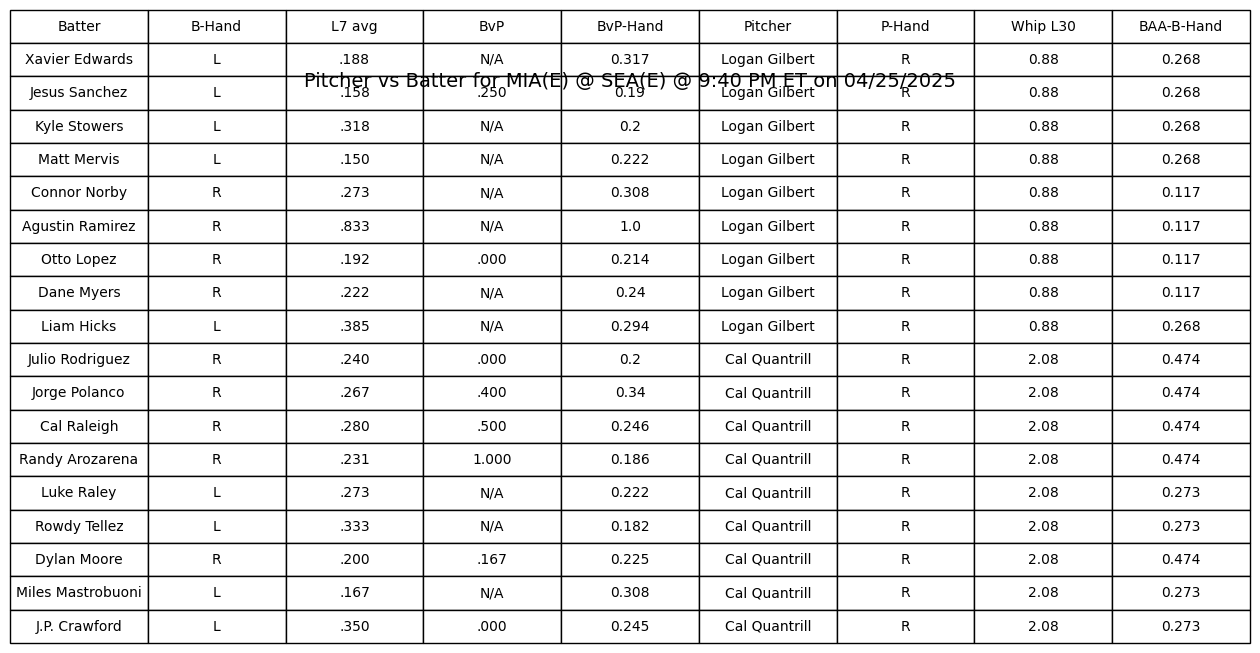 Batter B-Hand L7 avg BvP BvP-Hand Pitcher P-Hand Whip L30 BAA-B-Hand
Xavier Edwards L .188 N/A 0.317 Logan Gilbert R 0.88 0.268
Pitcher vs Batter for MIA(E) @ SEA(E) @ 9:40 PM ET on 04/25/2025
Jesus Sanchez L .158 .250 0.19 Logan Gilbert R 0.88 0.268
Kyle Stowers L .318 N/A 0.2 Logan Gilbert R 0.88 0.268
Matt Mervis L .150 N/A 0.222 Logan Gilbert R 0.88 0.268
Connor Norby R .273 N/A 0.308 Logan Gilbert R 0.88 0.117
Agustin Ramirez R .833 N/A 1.0 Logan Gilbert R 0.88 0.117
Otto Lopez R .192 .000 0.214 Logan Gilbert R 0.88 0.117
Dane Myers R .222 N/A 0.24 Logan Gilbert R 0.88 0.117
Liam Hicks L .385 N/A 0.294 Logan Gilbert R 0.88 0.268
Julio Rodriguez R .240 .000 0.2 Cal Quantrill R 2.08 0.474
Jorge Polanco R .267 .400 0.34 Cal Quantrill R 2.08 0.474
Cal Raleigh R .280 .500 0.246 Cal Quantrill R 2.08 0.474
Randy Arozarena R .231 1.000 0.186 Cal Quantrill R 2.08 0.474
Luke Raley L .273 N/A 0.222 Cal Quantrill R 2.08 0.273
Rowdy Tellez L .333 N/A 0.182 Cal Quantrill R 2.08 0.273
Dylan Moore R .200 .167 0.225 Cal Quantrill R 2.08 0.474
Miles Mastrobuoni L .167 N/A 0.308 Cal Quantrill R 2.08 0.273
J.P. Crawford L .350 .000 0.245 Cal Quantrill R 2.08 0.273